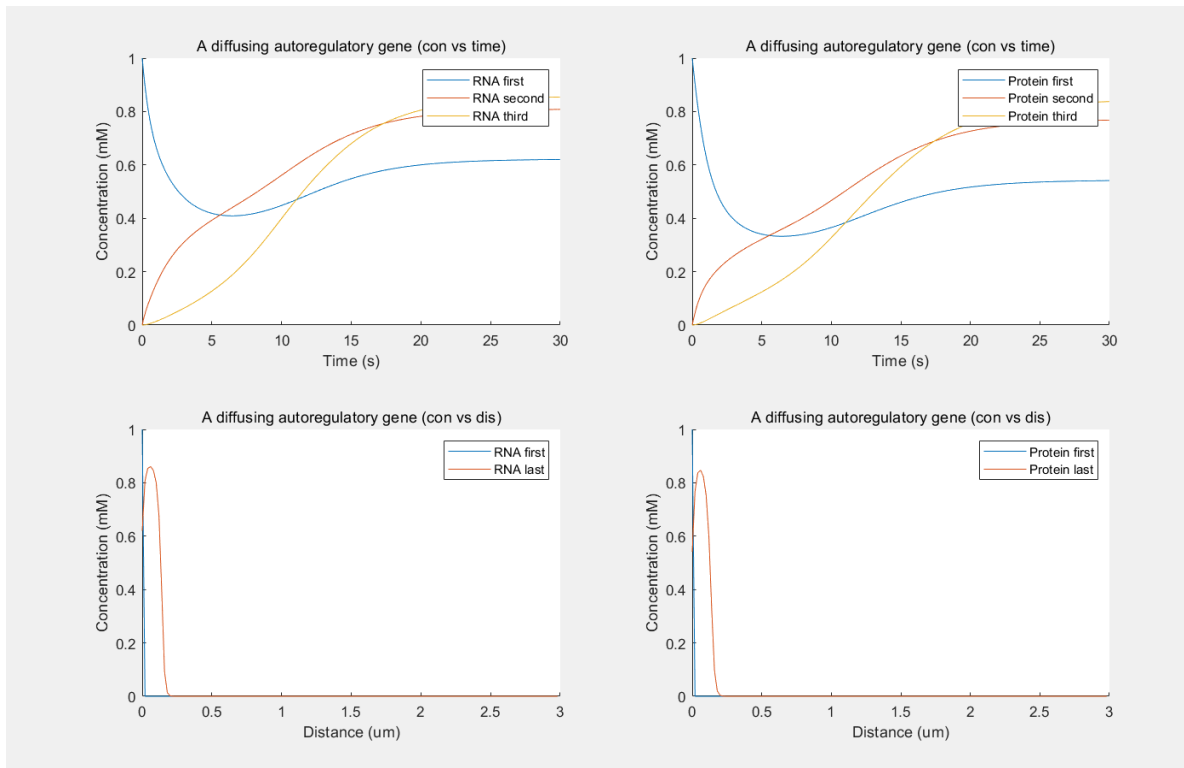 A diffusing autoregulatory gene (con vs time)
1
0.8
0.6
0.4
0.2
0
Concentration (mM)
RNA first
RNA second
RNA third
0 5 10 15 20 25 30
Time (s)
A diffusing autoregulatory gene (con vs time)
1
0.8
0.6
0.4
0.2
0
Concentration (mM)
Protein first
Protein second
Protein third
0 5 10 15 20 25 30
Time (s)
A diffusing autoregulatory gene (con vs dis)
1
0.8
0.6
0.4
0.2
0
Concentration (mM)
RNA first
RNA last
0 0.5 1 1.5 2 2.5 3
Distance (um)
A diffusing autoregulatory gene (con vs dis)
1
0.8
0.6
0.4
0.2
0
Concentration (mM)
Protein first
Protein last
0 0.5 1 1.5 2 2.5 3
Distance (um)